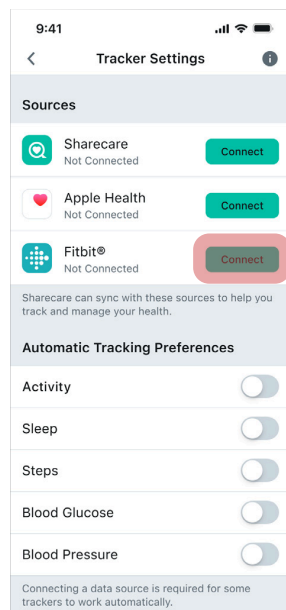 9:41
Tracker Settings
Sources
Sharecare
Not Connected
Connect
Apple Health
Not Connected
Connect
Fitbit®
Not Connected
Connect
Sharecare can sync with these sources to help you
track and manage your health.
Automatic Tracking Preferences
Activity
Sleep
Steps
Blood Glucose
Blood Pressure
Connecting a data source is required for some
trackers to work automatically.